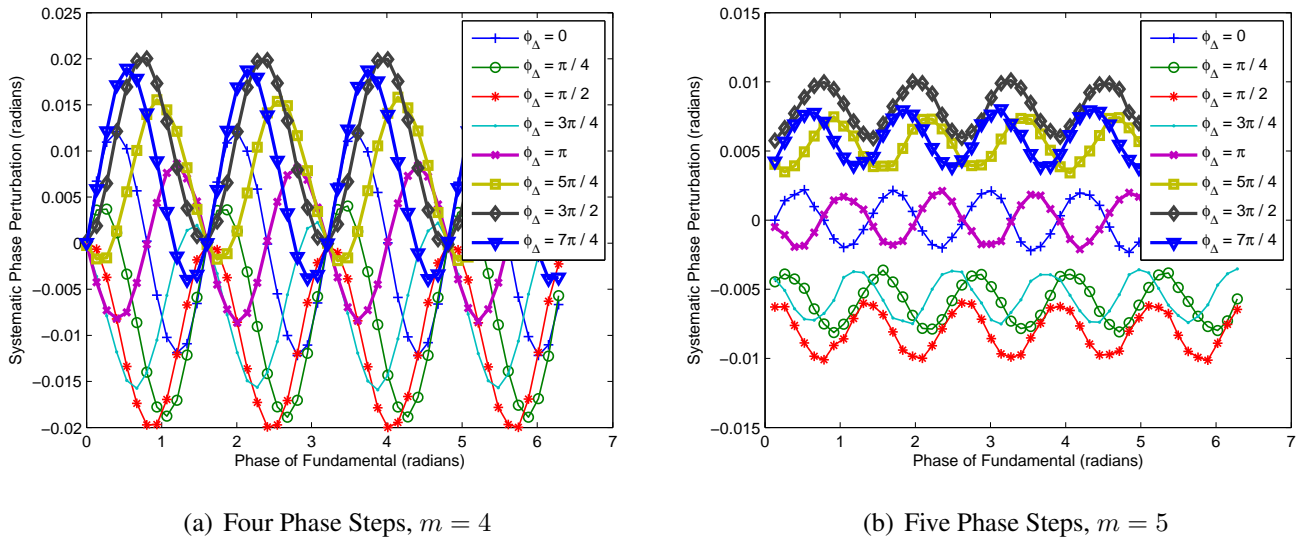 0.025
0.02
0.015
0.01
0.005
0
−0.005
−0.01
−0.015
−0.02
0 1 2 3 4 5 6 7
Systematic Phase Perturbation (radians)
Phase of Fundamental (radians)
ϕΔ = 0
ϕΔ = π / 4
ϕΔ = π / 2
ϕΔ = 3π / 4
ϕΔ = π
ϕΔ = 5π / 4
ϕΔ = 3π / 2
ϕΔ = 7π / 4
(a) Four Phase Steps, m = 4
0.015
0.010
0.005
0
−0.005
−0.01
−0.015
0 1 2 3 4 5 6 7
Systematic Phase Perturbation (radians)
Phase of Fundamental (radians)
ϕΔ = 0
ϕΔ = π / 4
ϕΔ = π / 2
ϕΔ = 3π / 4
ϕΔ = π
ϕΔ = 5π / 4
ϕΔ = 3π / 2
ϕΔ = 7π / 4
(b) Five Phase Steps, m = 5